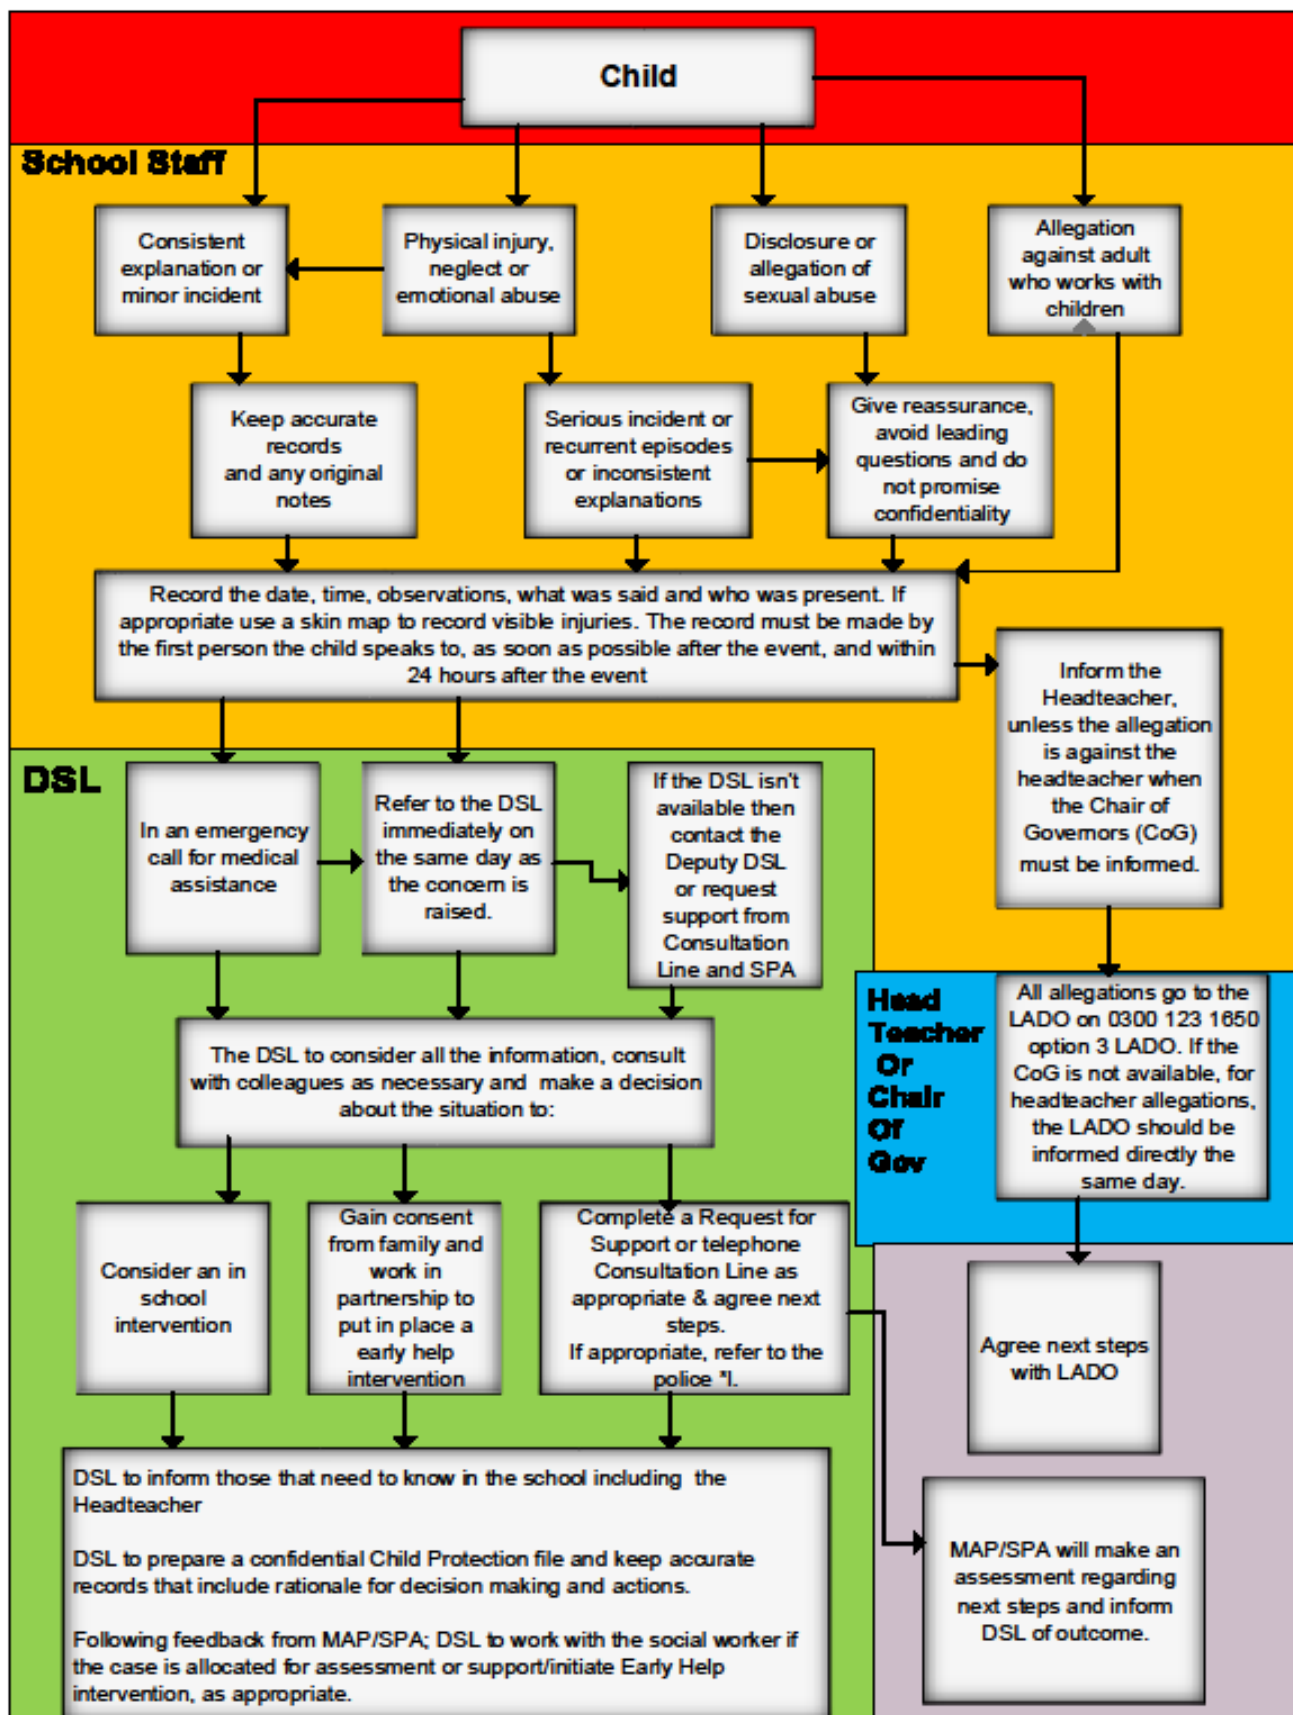 Child
School Staff
Consistent
explanation or
minor incident
Physical injury,
neglect or
emotional abuse
Disclosure or
allegation of
sexual abuse
Allegation
against adult
who works with
children
Keep accurate
records
and any original
notes
Serious incident or
recurrent episodes
or inconsistent
explanations
Give reassurance,
avoid leading
questions and do
not promise
confidentiality
Record the date, time, observations, what was said and who was present. If
appropriate use a skin map to record visible injuries. The record must be made by
the first person the child speaks to, as soon as possible after the event, and within
24 hours after the event
Inform the
Headteacher,
unless the allegation
is against the
headteacher when
the Chair of
Governors (CoG)
must be informed.
DSL
In an emergency
call for medical
assistance
Refer to the DSL
immediately on
the same day as
the concern is
raised.
If the DSL isn't
available then
contact the
Deputy DSL
or request
support from
Consultation
Line and SPA
Head
Teacher
Or
Chair
Of
Gov
All allegations go to the
LADO on 0300 123 1650
option 3 LADO. If the
CoG is not available, for
headteacher allegations,
the LADO should be
informed directly the
same day.
The DSL to consider all the information, consult
with colleagues as necessary and make a decision
about the situation to:
Consider an in
school
intervention
Gain consent
from family and
work in
partnership to
put in place a
early help
intervention
Complete a Request for
Support or telephone
Consultation Line as
appropriate & agree next
steps.
If appropriate, refer to the
police *I.
Agree next steps
with LADO
DSL to inform those that need to know in the school including the
Headteacher
DSL to prepare a confidential Child Protection file and keep accurate
records that include rationale for decision making and actions.
Following feedback from MAP/SPA; DSL to work with the social worker if
the case is allocated for assessment or support/initiate Early Help
intervention, as appropriate.
MAP/SPA will make an
assessment regarding
next steps and inform
DSL of outcome.